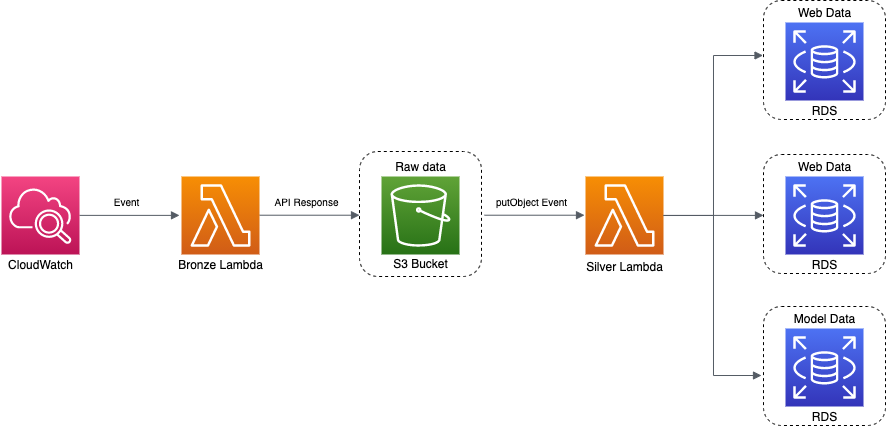 Web Data
RDS
Event
API Response
Raw data
putObject Event
Web Data
CloudWatch
Bronze Lambda
S3 Bucket
Silver Lambda
RDS
Model Data
RDS